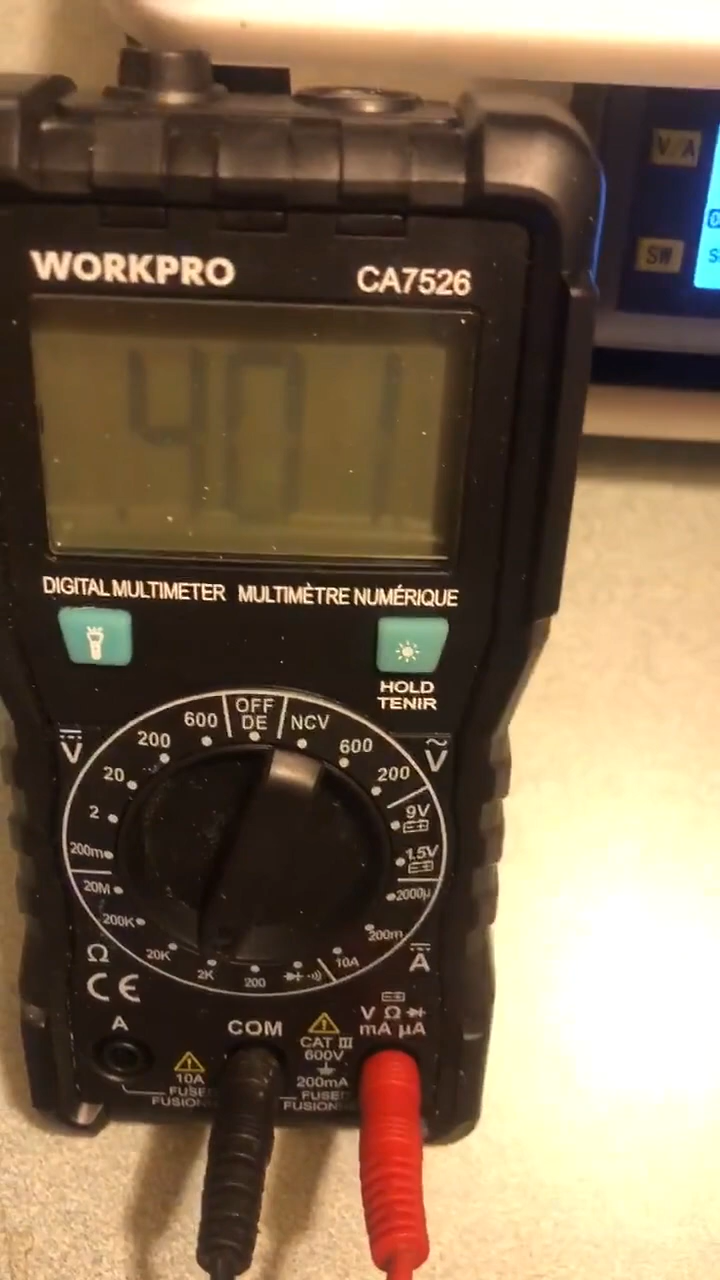 V/A
WORKPRO CA7526
SW
.401
DIGITAL MULTIMETER MULTIMÈTRE NUMÉRIQUE
HOLD
TENIR
OFF
DE
NCV
600
600
200
200
V
V
20
9V
2
1.5V
200m
2000µ
20M
200K
200m
20K
2K
200
10A
Ω
A
CE
A
COM
V Ω
mA µA
CAT III
600V
10A
FUSED
200mA
FUSED